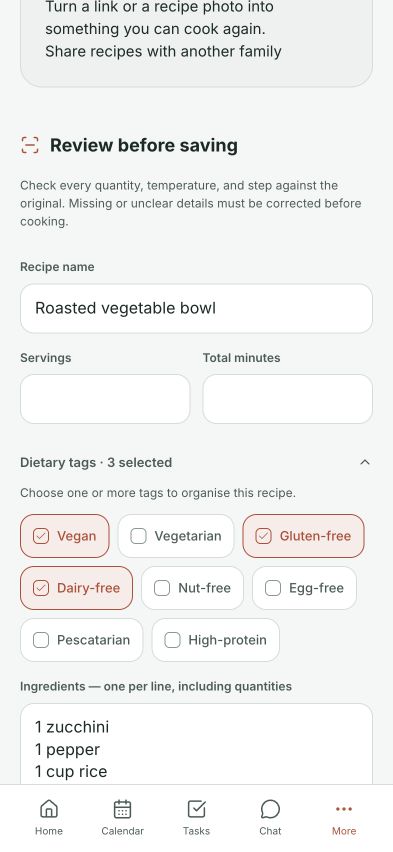 Turn a link or a recipe photo into
something you can cook again.
Share recipes with another family
Review before saving
Check every quantity, temperature, and step against the
original. Missing or unclear details must be corrected before
cooking.
Recipe name
Roasted vegetable bowl
Servings
Total minutes
Dietary tags · 3 selected
Choose one or more tags to organise this recipe.
Vegan
Vegetarian
Gluten-free
Dairy-free
Nut-free
Egg-free
Pescatarian
High-protein
Ingredients — one per line, including quantities
1 zucchini
1 pepper
1 cup rice
Home
Calendar
Tasks
Chat
More